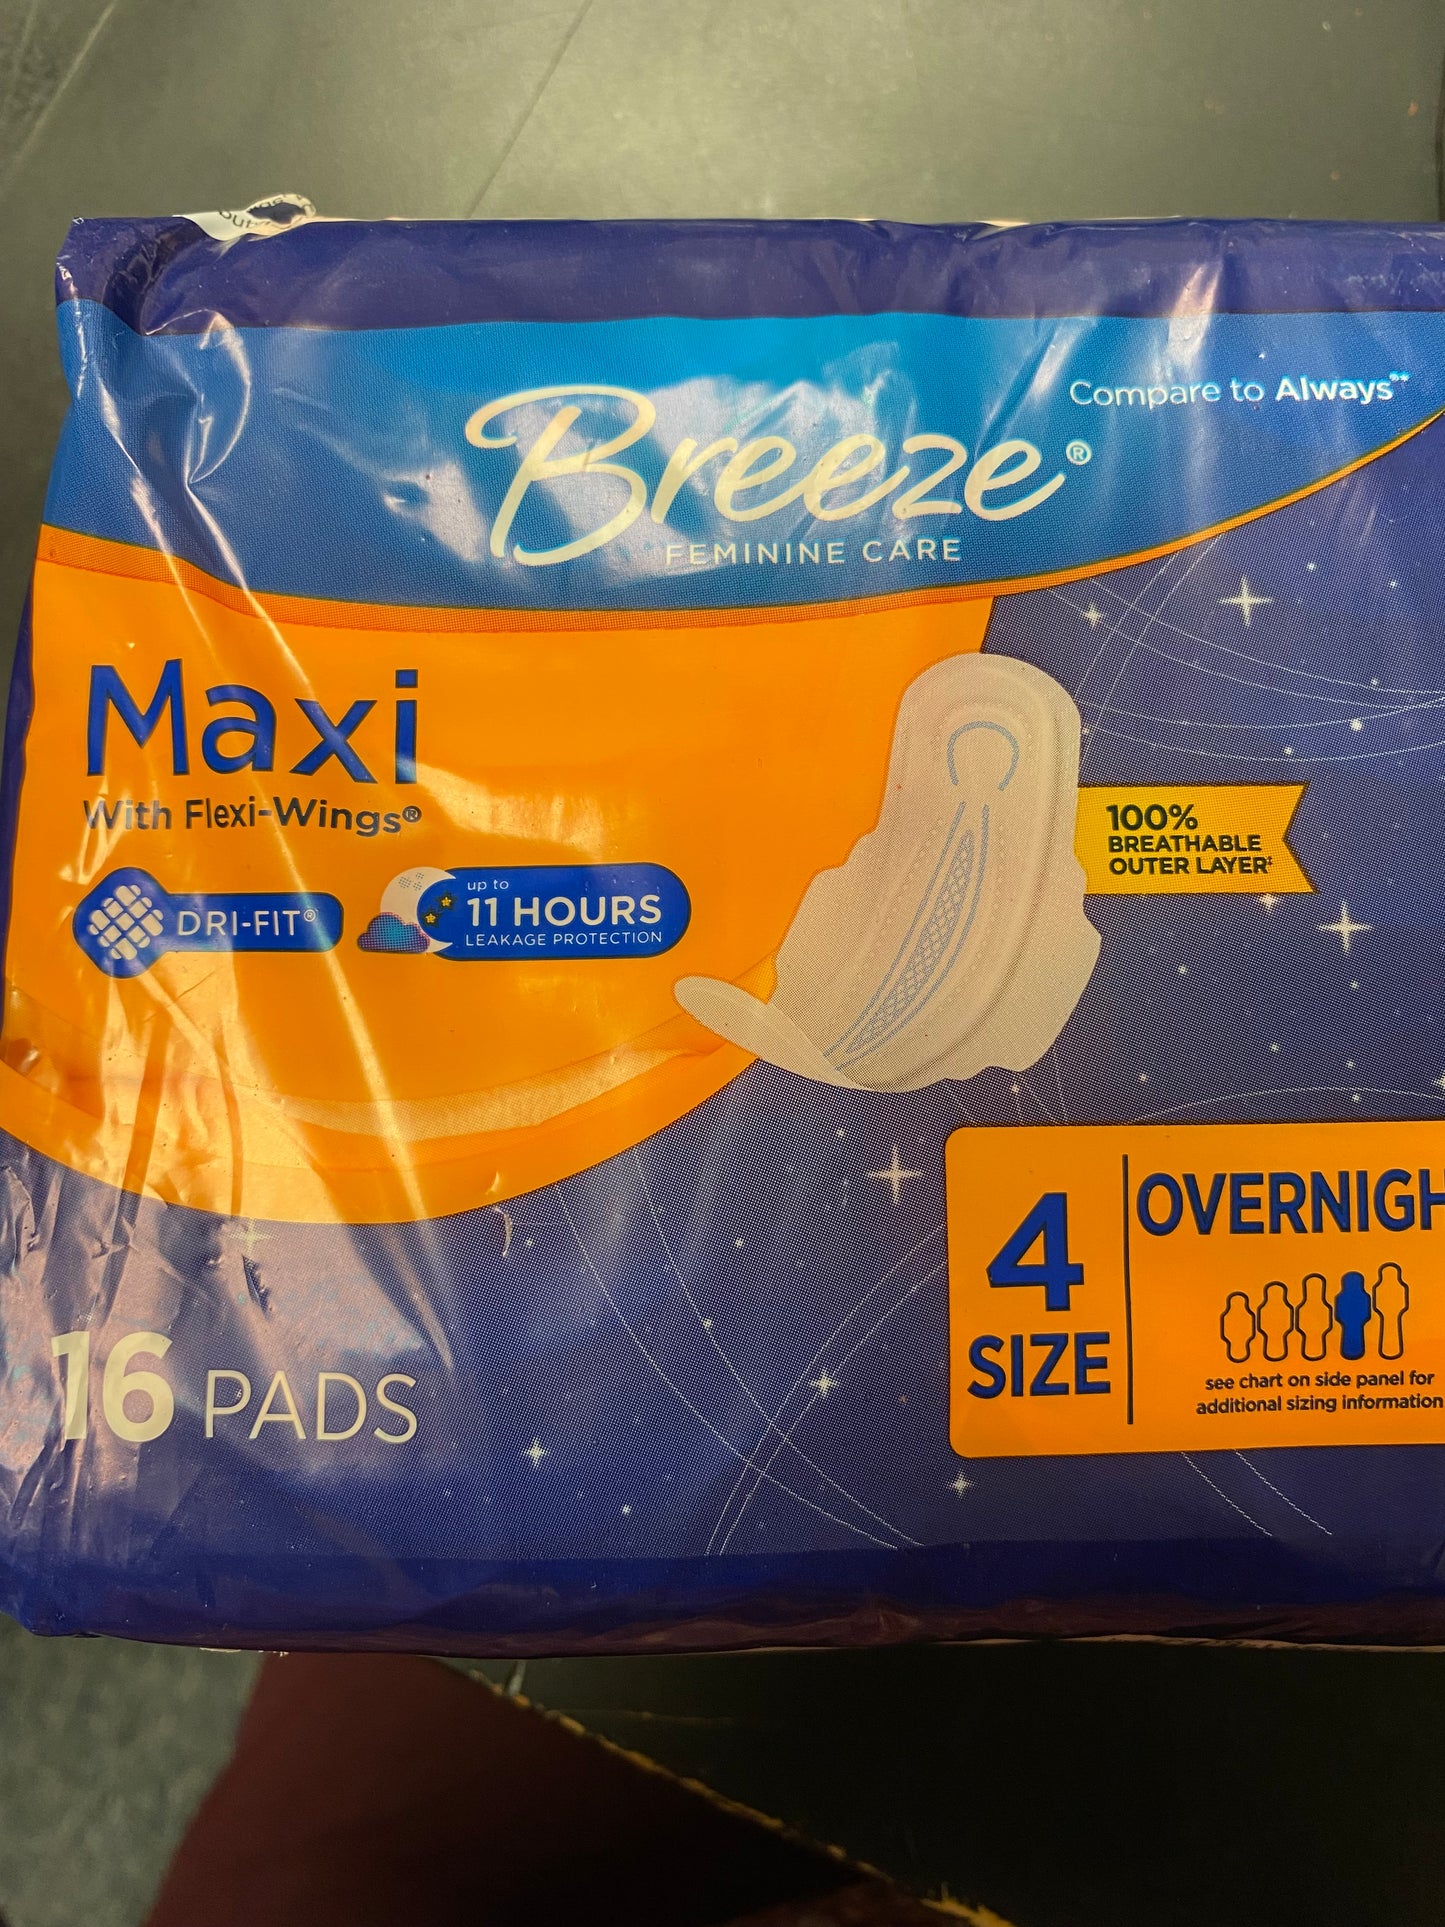 Compare to Always**
Breeze®
FEMININE CARE
Maxi
With Flexi-Wings®
DRI-FIT®
up to
11 HOURS
LEAKAGE PROTECTION
100%
BREATHABLE
OUTER LAYER‡
4
SIZE
OVERNIGH
see chart on side panel for
additional sizing information
16 PADS